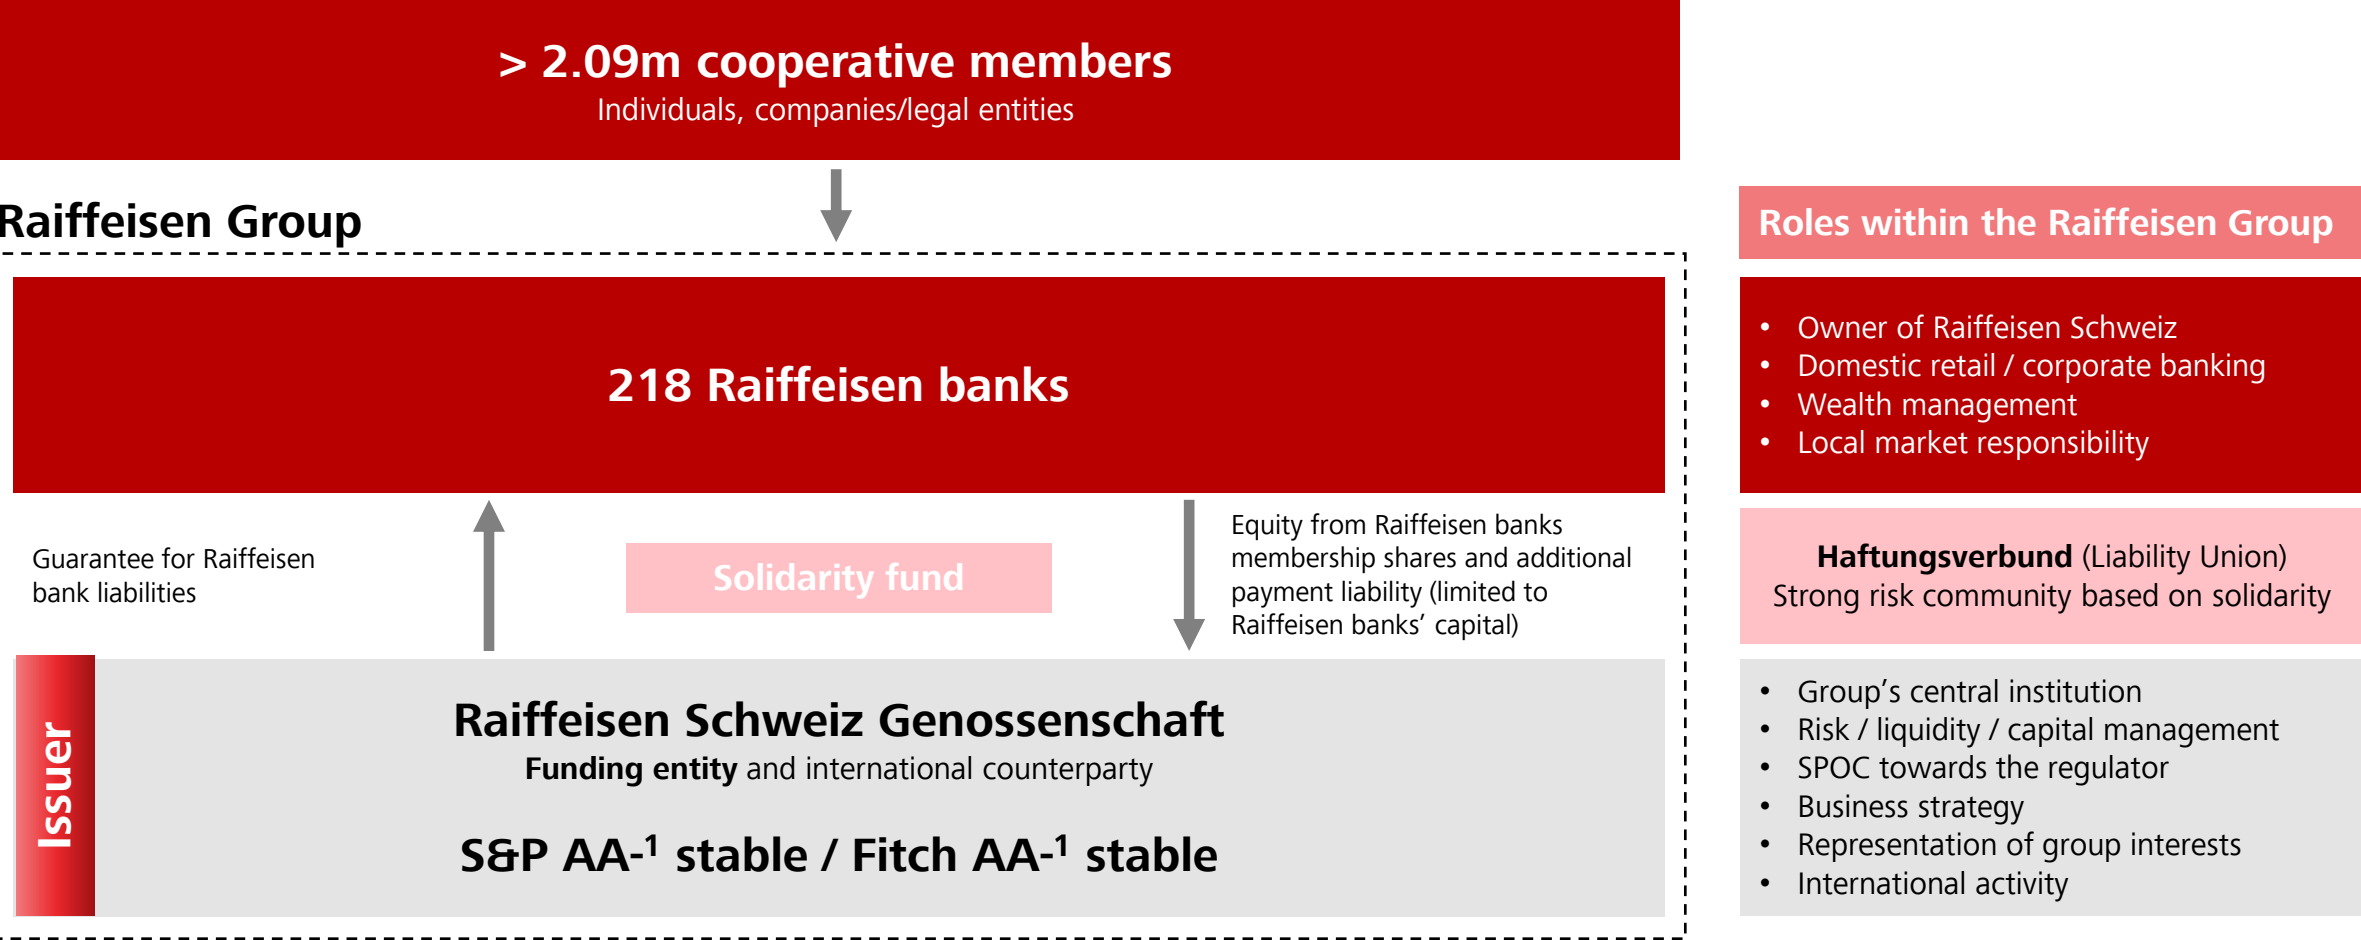 > 2.09m cooperative members
Individuals, companies/legal entities
Raiffeisen Group
218 Raiffeisen banks
Guarantee for Raiffeisen
bank liabilities
Solidarity fund
Equity from Raiffeisen banks
membership shares and additional
payment liability (limited to
Raiffeisen banks’ capital)
Issuer
Raiffeisen Schweiz Genossenschaft
Funding entity and international counterparty
S&P AA-¹ stable / Fitch AA-¹ stable
Roles within the Raiffeisen Group
• Owner of Raiffeisen Schweiz
• Domestic retail / corporate banking
• Wealth management
• Local market responsibility
Haftungsverbund (Liability Union)
Strong risk community based on solidarity
• Group’s central institution
• Risk / liquidity / capital management
• SPOC towards the regulator
• Business strategy
• Representation of group interests
• International activity